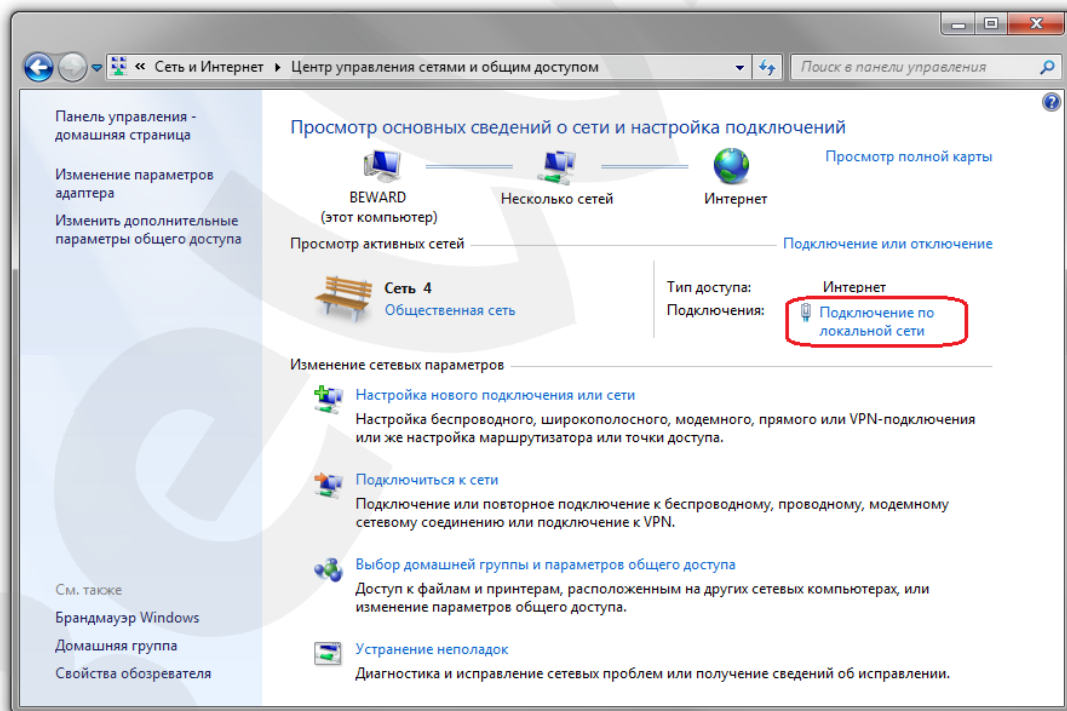 « Сеть и Интернет ▸ Центр управления сетями и общим доступом
Поиск в панели управления
Панель управления -
домашняя страница
Изменение параметров
адаптера
Изменить дополнительные
параметры общего доступа
См. также
Брандмауэр Windows
Домашняя группа
Свойства обозревателя
Просмотр основных сведений о сети и настройка подключений
Просмотр полной карты
BEWARD
(этот компьютер)
Несколько сетей
Интернет
Просмотр активных сетей
Подключение или отключение
Сеть 4
Общественная сеть
Тип доступа: Интернет
Подключения: Подключение по
локальной сети
Изменение сетевых параметров
Настройка нового подключения или сети
Настройка беспроводного, широкополосного, модемного, прямого или VPN-подключения
или же настройка маршрутизатора или точки доступа.
Подключиться к сети
Подключение или повторное подключение к беспроводному, проводному, модемному
сетевому соединению или подключение к VPN.
Выбор домашней группы и параметров общего доступа
Доступ к файлам и принтерам, расположенным на других сетевых компьютерах, или
изменение параметров общего доступа.
Устранение неполадок
Диагностика и исправление сетевых проблем или получение сведений об исправлении.